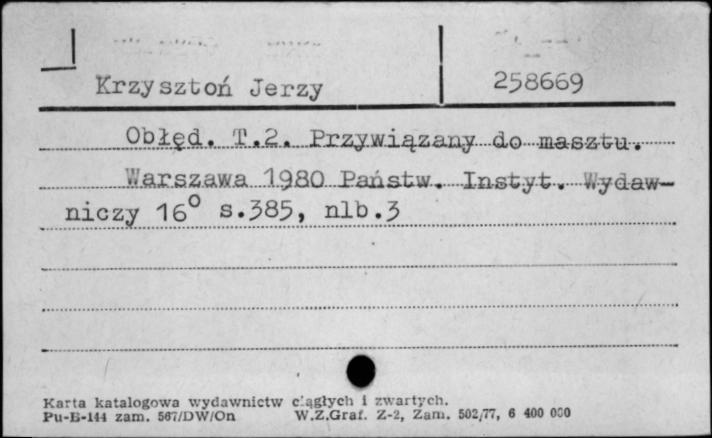 Krzysztoń Jerzy 258669
Obłęd. T.2. Przywiązany do masztu.
Warszawa 1980 Państw. Instyt. Wydaw-
niczy 16° s.385, nlb.3
Karta katalogowa wydawnictw ciągłych i zwartych.
Pu-B-144 zam. 567/DW/On W.Z.Graf. Z-2, Zam. 502/77, 6 400 000